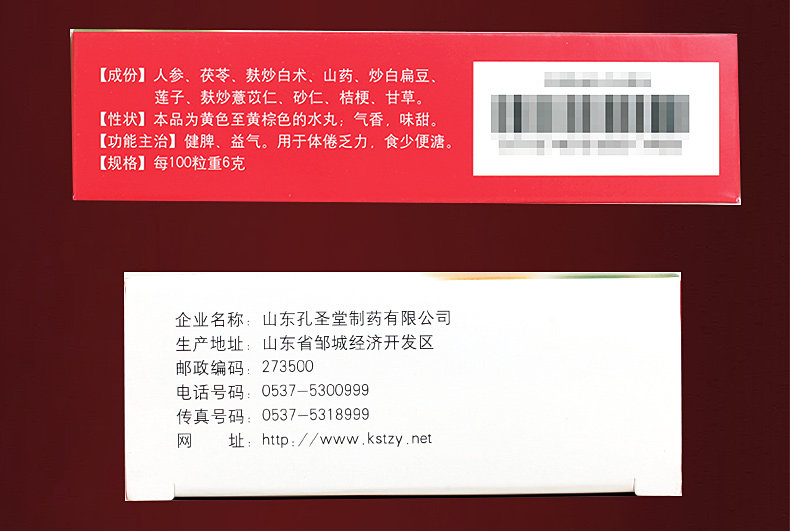 【成份】人参、茯苓、麸炒白术、山药、炒白扁豆、
莲子、麸炒薏苡仁、砂仁、桔梗、甘草。
【性状】本品为黄色至黄棕色的水丸；气香，味甜。
【功能主治】健脾、益气。用于体倦乏力，食少便溏。
【规格】每100粒重6克
企业名称：山东孔圣堂制药有限公司
生产地址：山东省邹城经济开发区
邮政编码：273500
电话号码：0537-5300999
传真号码：0537-5318999
网　　址：http://www.kstzy.net